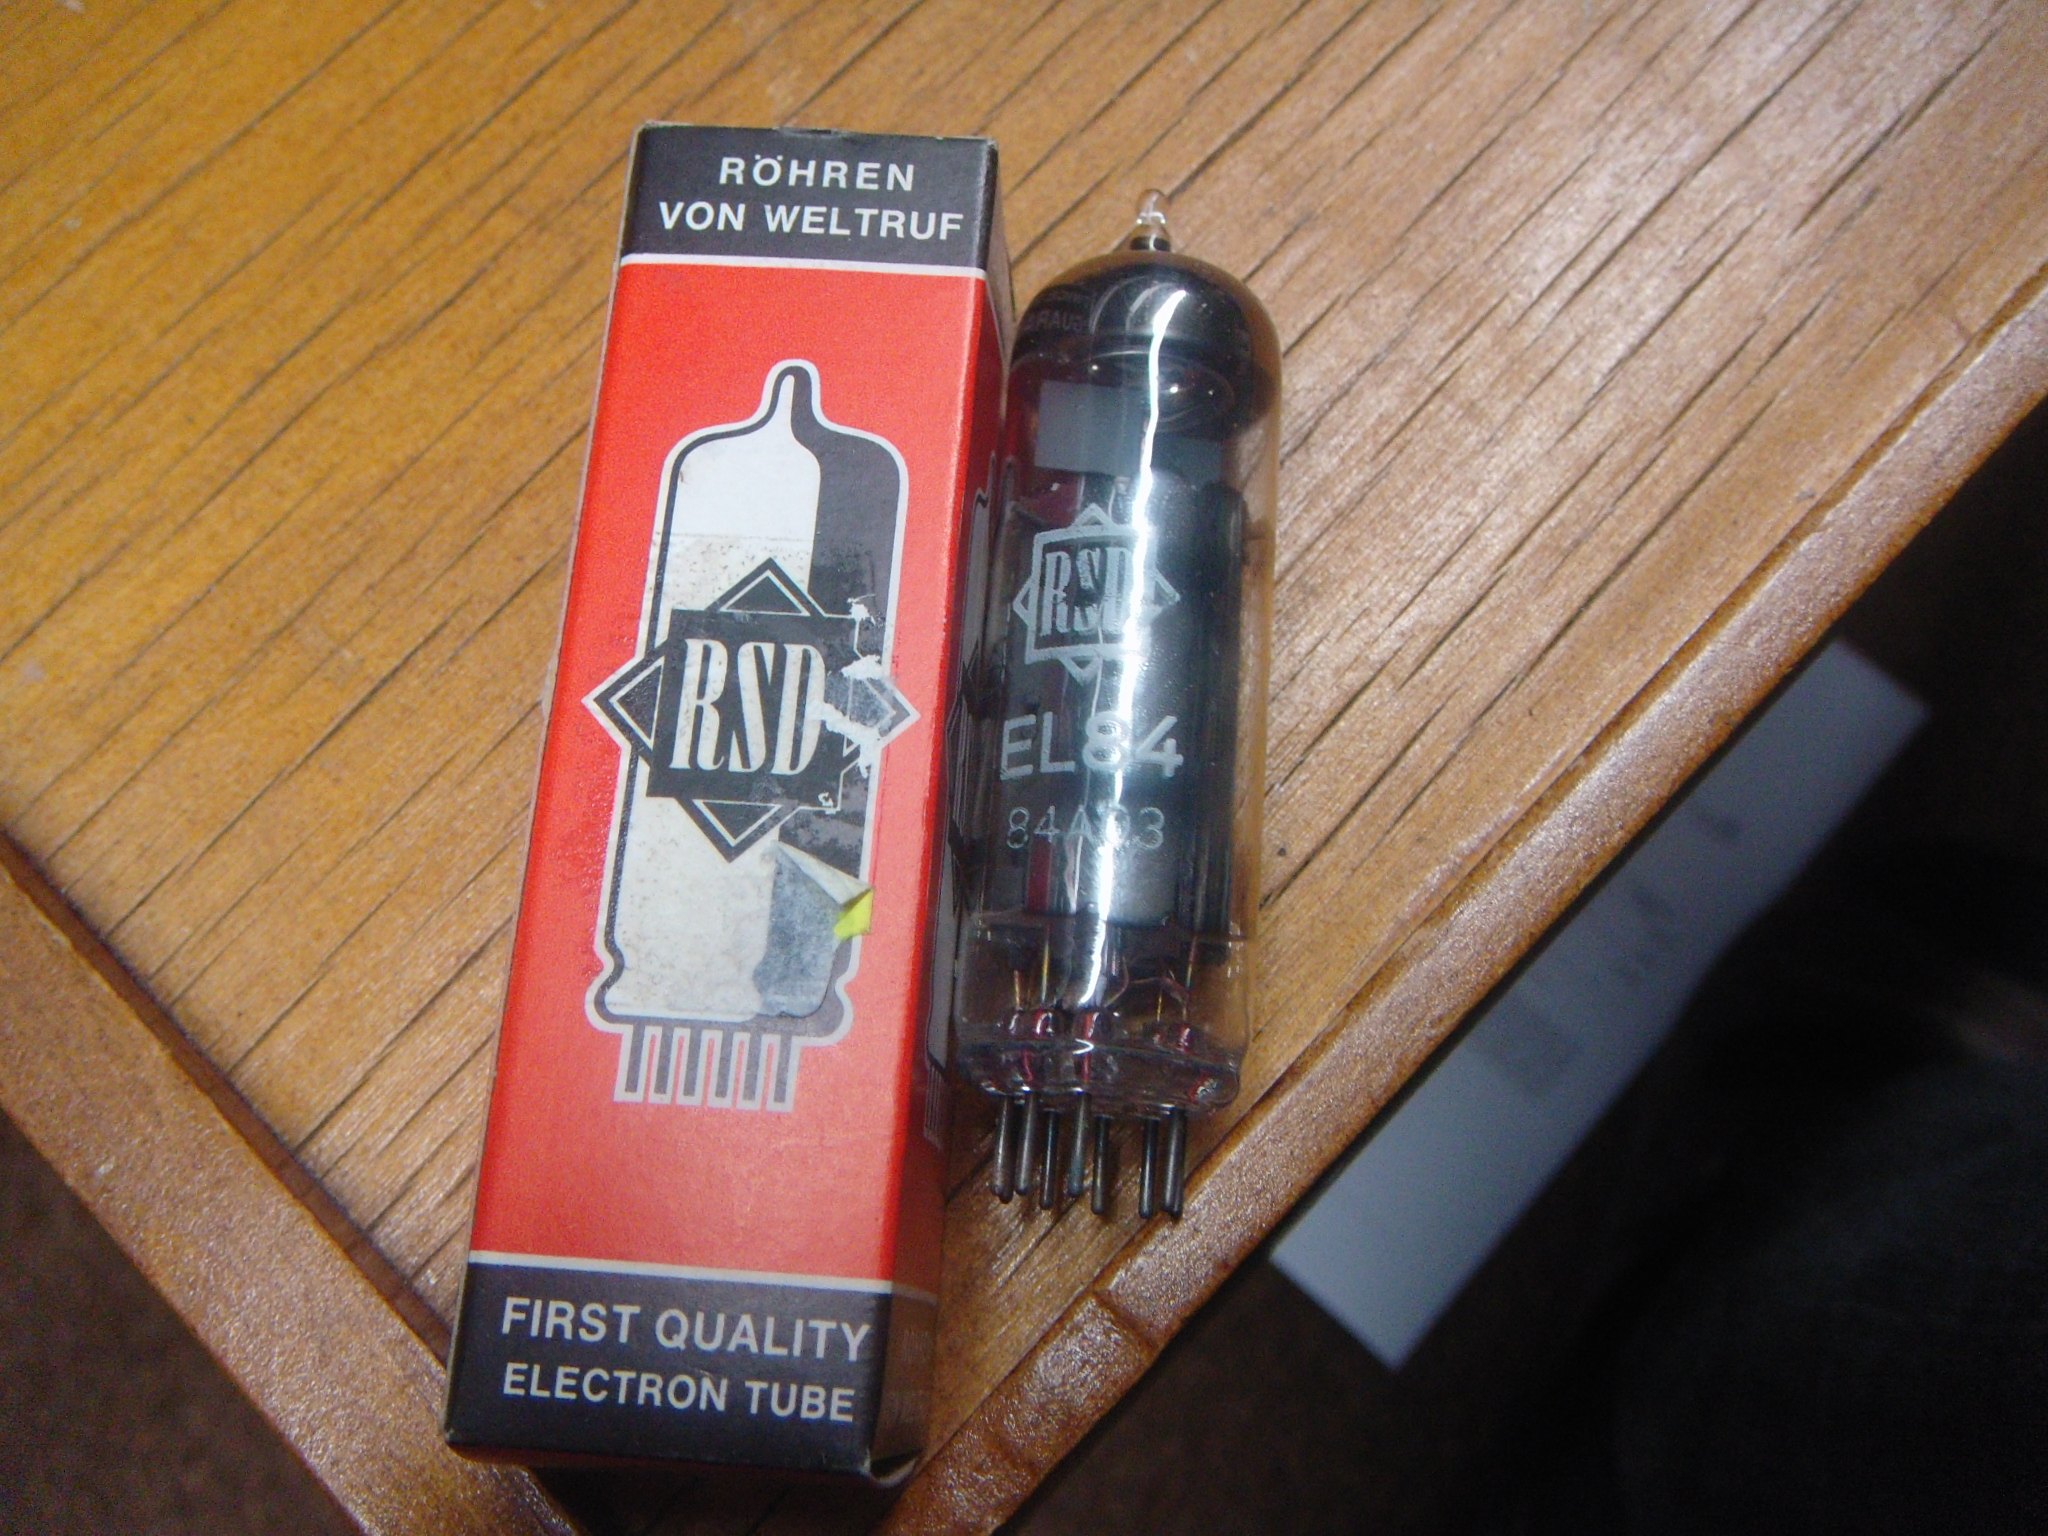 RÖHREN
VON WELTRUF
RSD
FIRST QUALITY
ELECTRON TUBE
RSD
EL84